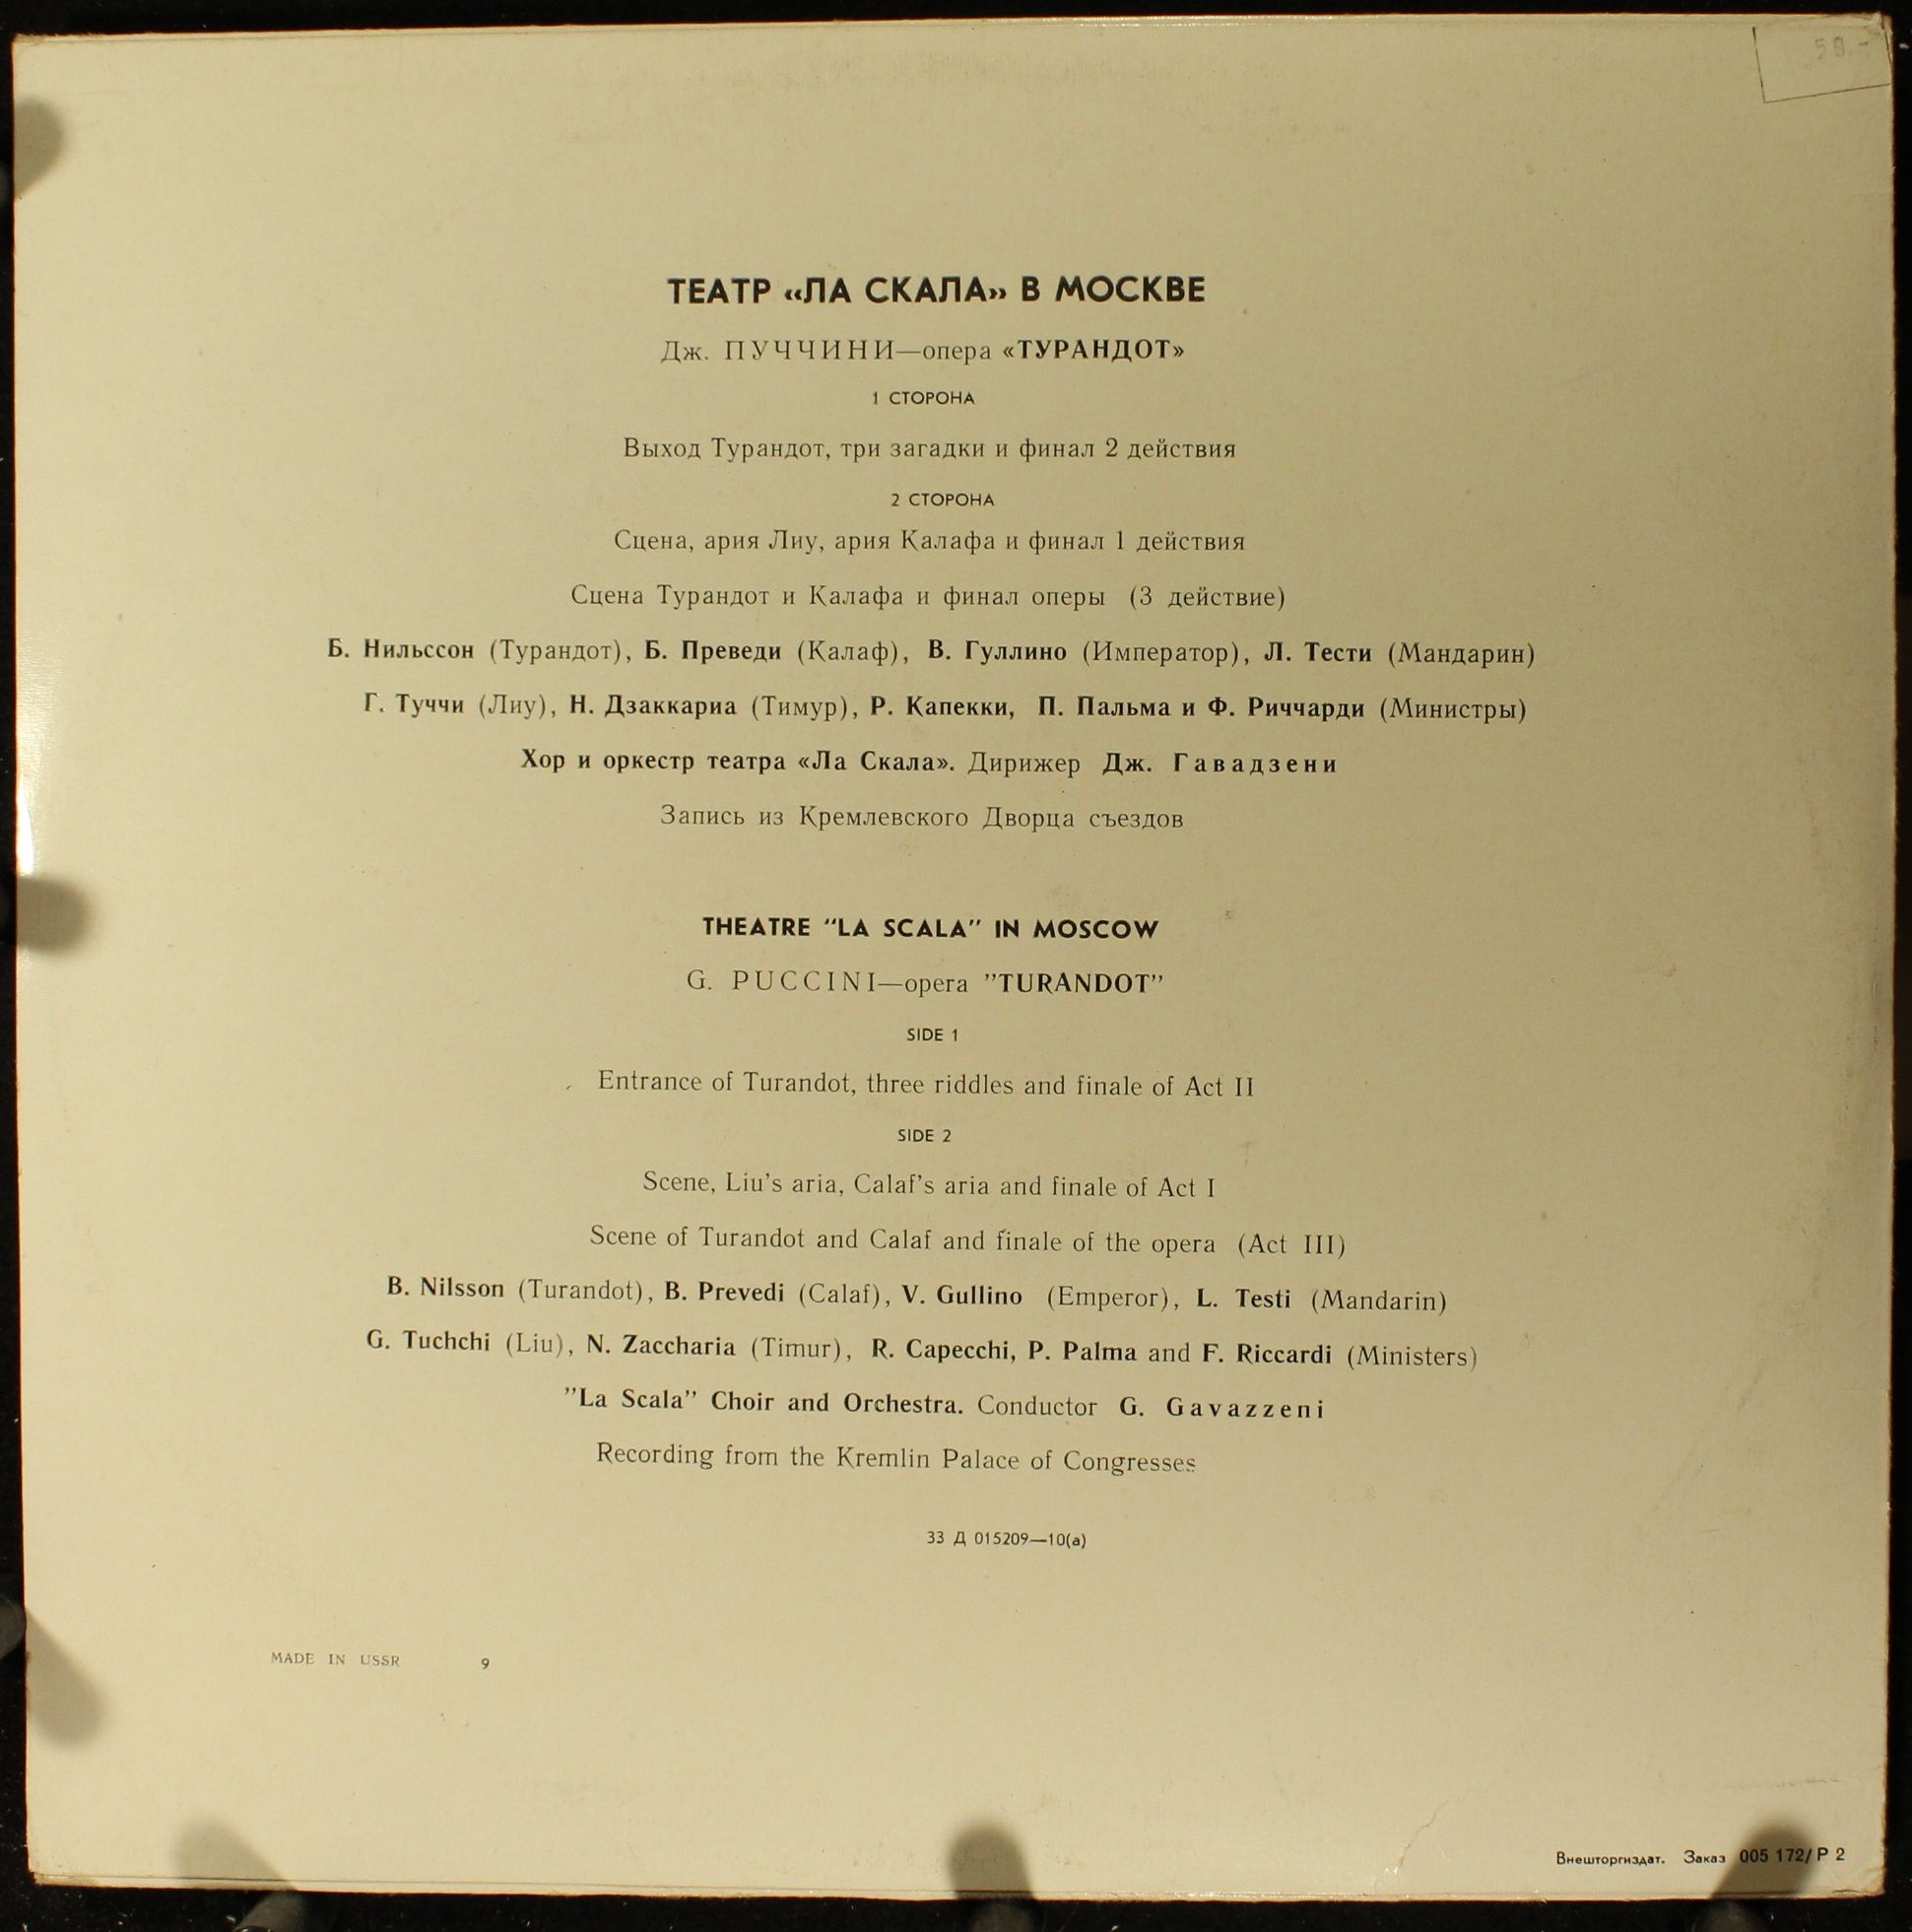 50.-
ТЕАТР «ЛА СКАЛА» В МОСКВЕ
Дж. ПУЧЧИНИ—опера «ТУРАНДОТ»
1 СТОРОНА
Выход Турандот, три загадки и финал 2 действия
2 СТОРОНА
Сцена, ария Лиу, ария Калафа и финал 1 действия
Сцена Турандот и Калафа и финал оперы (3 действие)
Б. Нильссон (Турандот), Б. Преведи (Калаф), В. Гуллино (Император), Л. Тести (Мандарин)
Г. Туччи (Лиу), Н. Дзаккариа (Тимур), Р. Капекки, П. Пальма и Ф. Риччарди (Министры)
Хор и оркестр театра «Ла Скала». Дирижер Дж. Гавадзени
Запись из Кремлевского Дворца съездов
THEATRE “LA SCALA” IN MOSCOW
G. PUCCINI—opera ”TURANDOT”
SIDE 1
Entrance of Turandot, three riddles and finale of Act II
SIDE 2
Scene, Liu's aria, Calaf's aria and finale of Act I
Scene of Turandot and Calaf and finale of the opera (Act III)
B. Nilsson (Turandot), B. Prevedi (Calaf), V. Gullino (Emperor), L. Testi (Mandarin)
G. Tuchchi (Liu), N. Zaccharia (Timur), R. Capecchi, P. Palma and F. Riccardi (Ministers)
”La Scala” Choir and Orchestra. Conductor G. Gavazzeni
Recording from the Kremlin Palace of Congresses
33 Д 015209—10(а)
MADE IN USSR 9
Внешторгиздат. Заказ 005 172/Р 2